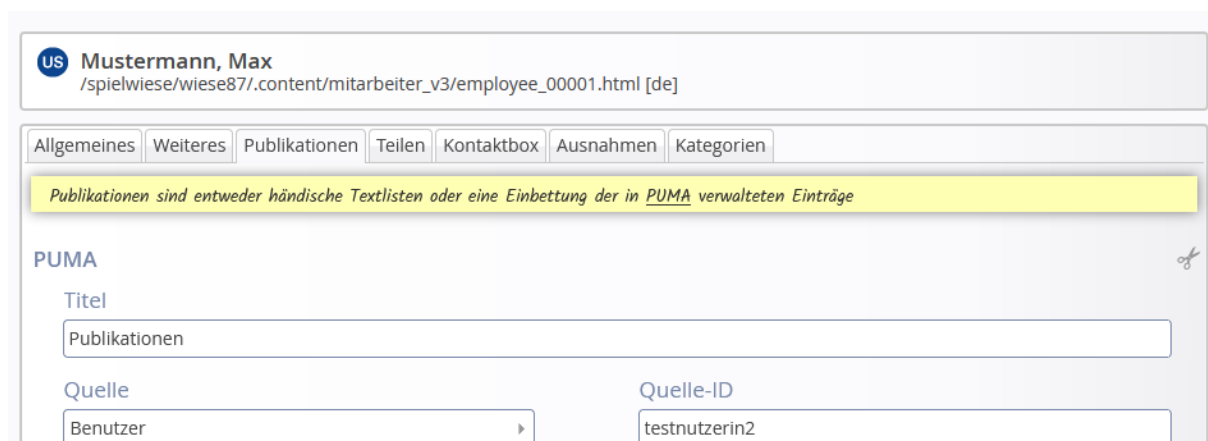 US Mustermann, Max
/spielwiese/wiese87/.content/mitarbeiter_v3/employee_00001.html [de]
Allgemeines Weiteres Publikationen Teilen Kontaktbox Ausnahmen Kategorien
Publikationen sind entweder händische Textlisten oder eine Einbettung der in PUMA verwalteten Einträge
PUMA
Titel
Publikationen
Quelle Quelle-ID
Benutzer testnutzerin2